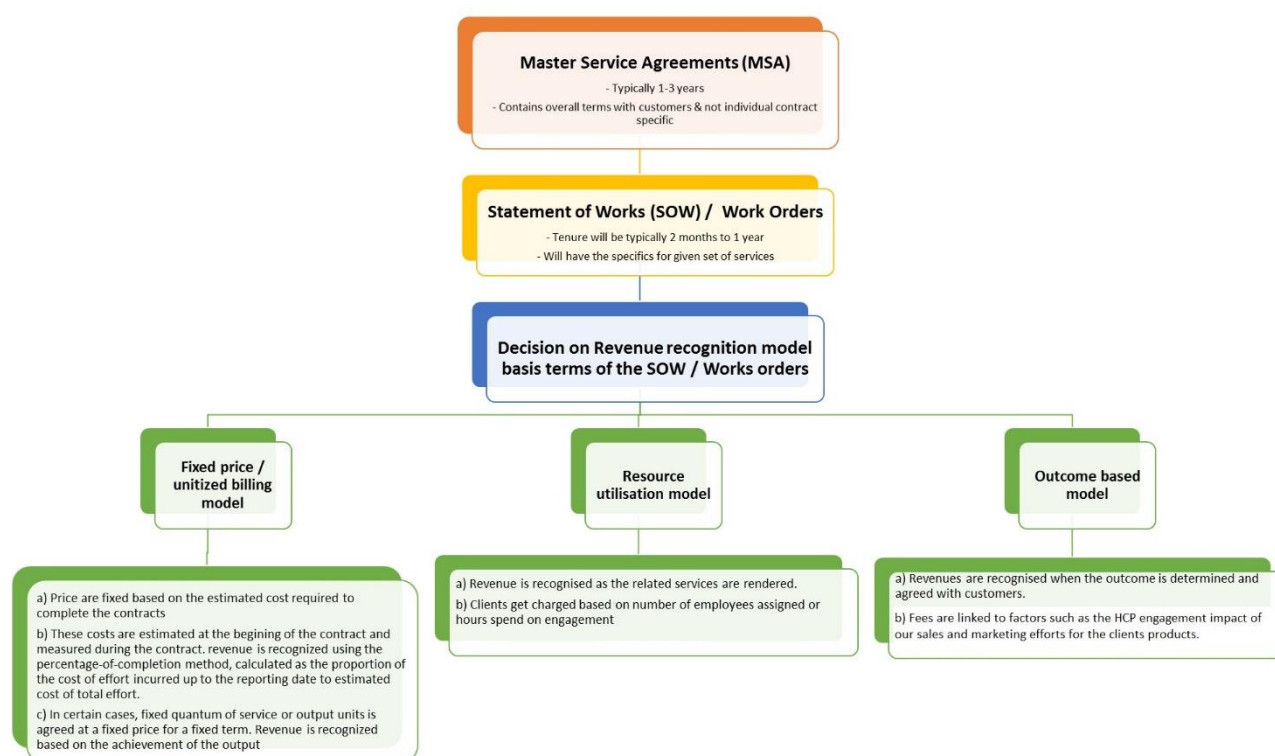 Master Service Agreements (MSA)
- Typically 1-3 years
- Contains overall terms with customers & not individual contract
specific
Statement of Works (SOW) / Work Orders
- Tenure will be typically 2 months to 1 year
- Will have the specifics for given set of services
Decision on Revenue recognition model
basis terms of the SOW / Works orders
Fixed price /
unitized billing
model
a) Price are fixed based on the estimated cost required to
complete the contracts
b) These costs are estimated at the begining of the contract and
measured during the contract. revenue is recognized using the
percentage-of-completion method, calculated as the proportion of
the cost of effort incurred up to the reporting date to estimated
cost of total effort.
c) In certain cases, fixed quantum of service or output units is
agreed at a fixed price for a fixed term. Revenue is recognized
based on the achievement of the output
Resource
utilisation model
a) Revenue is recognised as the related services are rendered.
b) Clients get charged based on number of employees assigned or
hours spend on engagement
Outcome based
model
a) Revenues are recognised when the outcome is determined and
agreed with customers.
b) Fees are linked to factors such as the HCP engagement impact of
our sales and marketing efforts for the clients products.